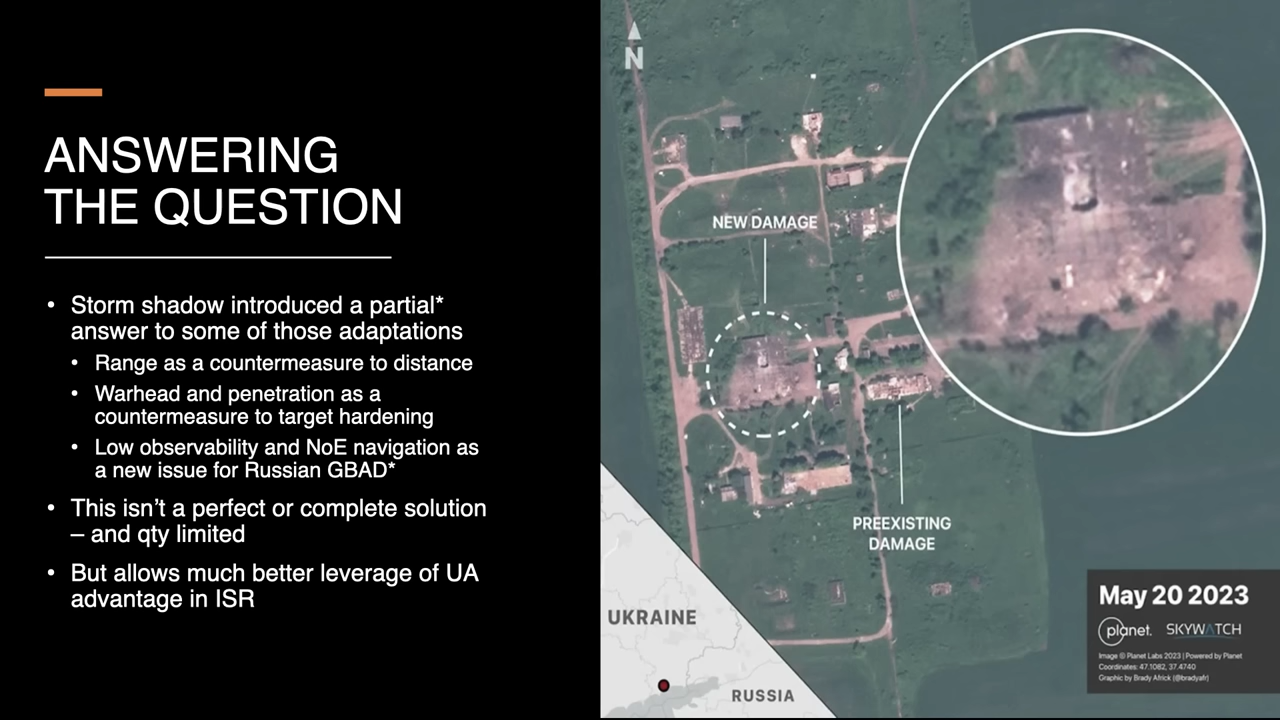 ANSWERING
THE QUESTION
• Storm shadow introduced a partial*
answer to some of those adaptations
• Range as a countermeasure to distance
• Warhead and penetration as a
countermeasure to target hardening
• Low observability and NoE navigation as
a new issue for Russian GBAD*
• This isn’t a perfect or complete solution
– and qty limited
• But allows much better leverage of UA
advantage in ISR
N
NEW DAMAGE
PREEXISTING
DAMAGE
UKRAINE
RUSSIA
May 20 2023
planet. SKYWATCH
Image © Planet Labs 2023 | Powered by Planet
Coordinates: 47.1082, 37.4740
Graphic by Brady Africk (@bradyafr)